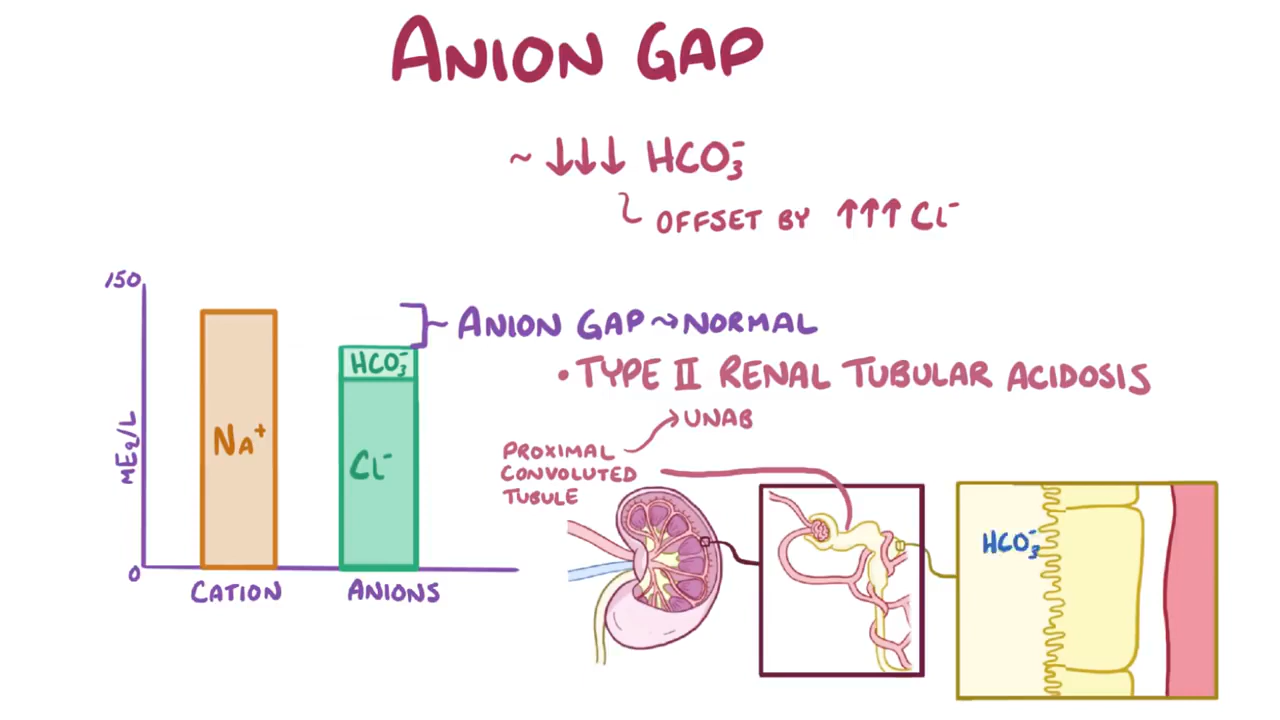 ANION GAP
~ ↓↓↓ HCO₃⁻
OFFSET BY ↑↑↑ CL⁻
150
ANION GAP ~> NORMAL
HCO₃⁻
• TYPE II RENAL TUBULAR ACIDOSIS
→ UNAB
NA⁺
MEq/L
CL⁻
PROXIMAL
CONVOLUTED
TUBULE
HCO₃⁻
0
CATION
ANIONS